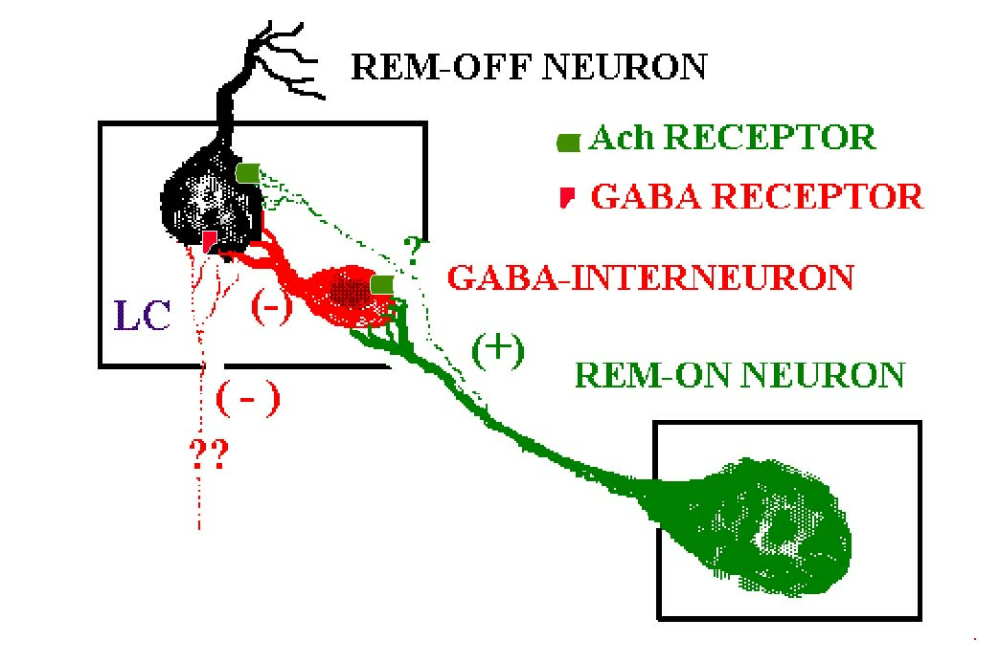 REM-OFF NEURON
Ach RECEPTOR
GABA RECEPTOR
?
GABA-INTERNEURON
LC
(-)
(+)
REM-ON NEURON
( - )
??